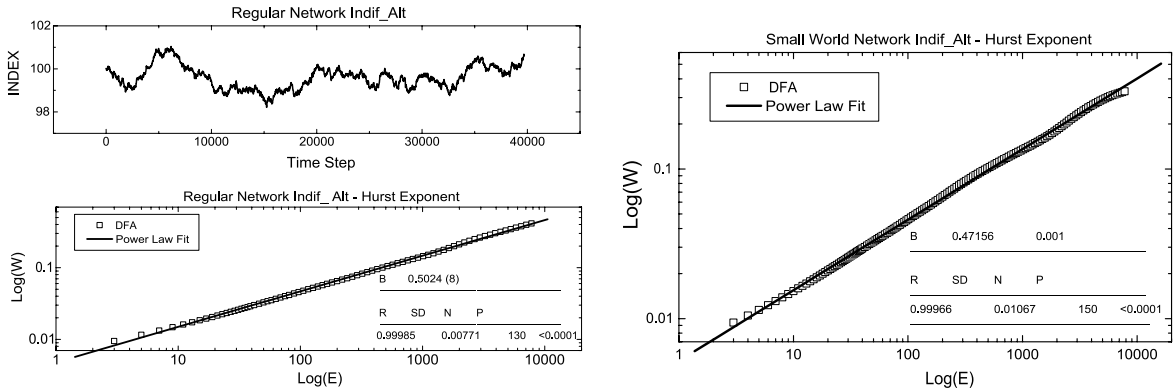 Regular Network Indif_Alt
102
100
98
INDEX
0 10000 20000 30000 40000
Time Step
Regular Network Indif_ Alt - Hurst Exponent
DFA
Power Law Fit
0.1
0.01
Log(W)
B 0.5024 (8)
R SD N P
0.99985 0.00771 130 <0.0001
1 10 100 1000 10000
Log(E)
Small World Network Indif_Alt - Hurst Exponent
DFA
Power Law Fit
0.1
0.01
Log(W)
B 0.47156 0.001
R SD N P
0.99966 0.01067 150 <0.0001
1 10 100 1000 10000
Log(E)